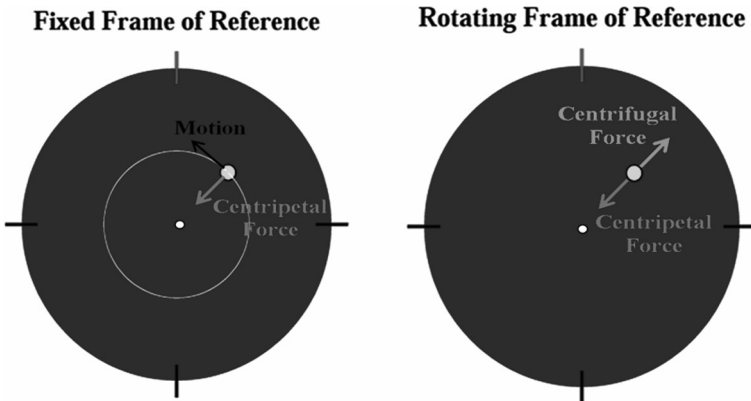 Fixed Frame of Reference
Motion
Centripetal
Force
Rotating Frame of Reference
Centrifugal
Force
Centripetal
Force